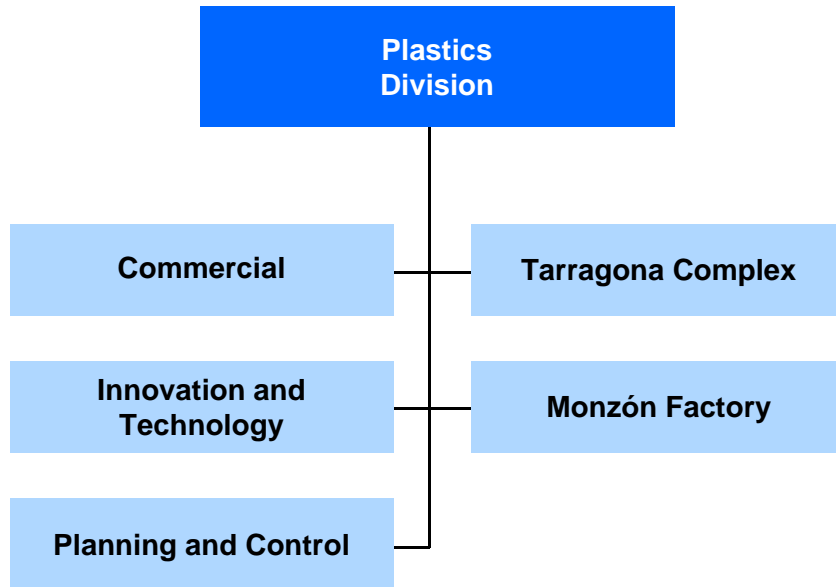 Plastics
Division
Commercial
Tarragona Complex
Innovation and
Technology
Monzón Factory
Planning and Control